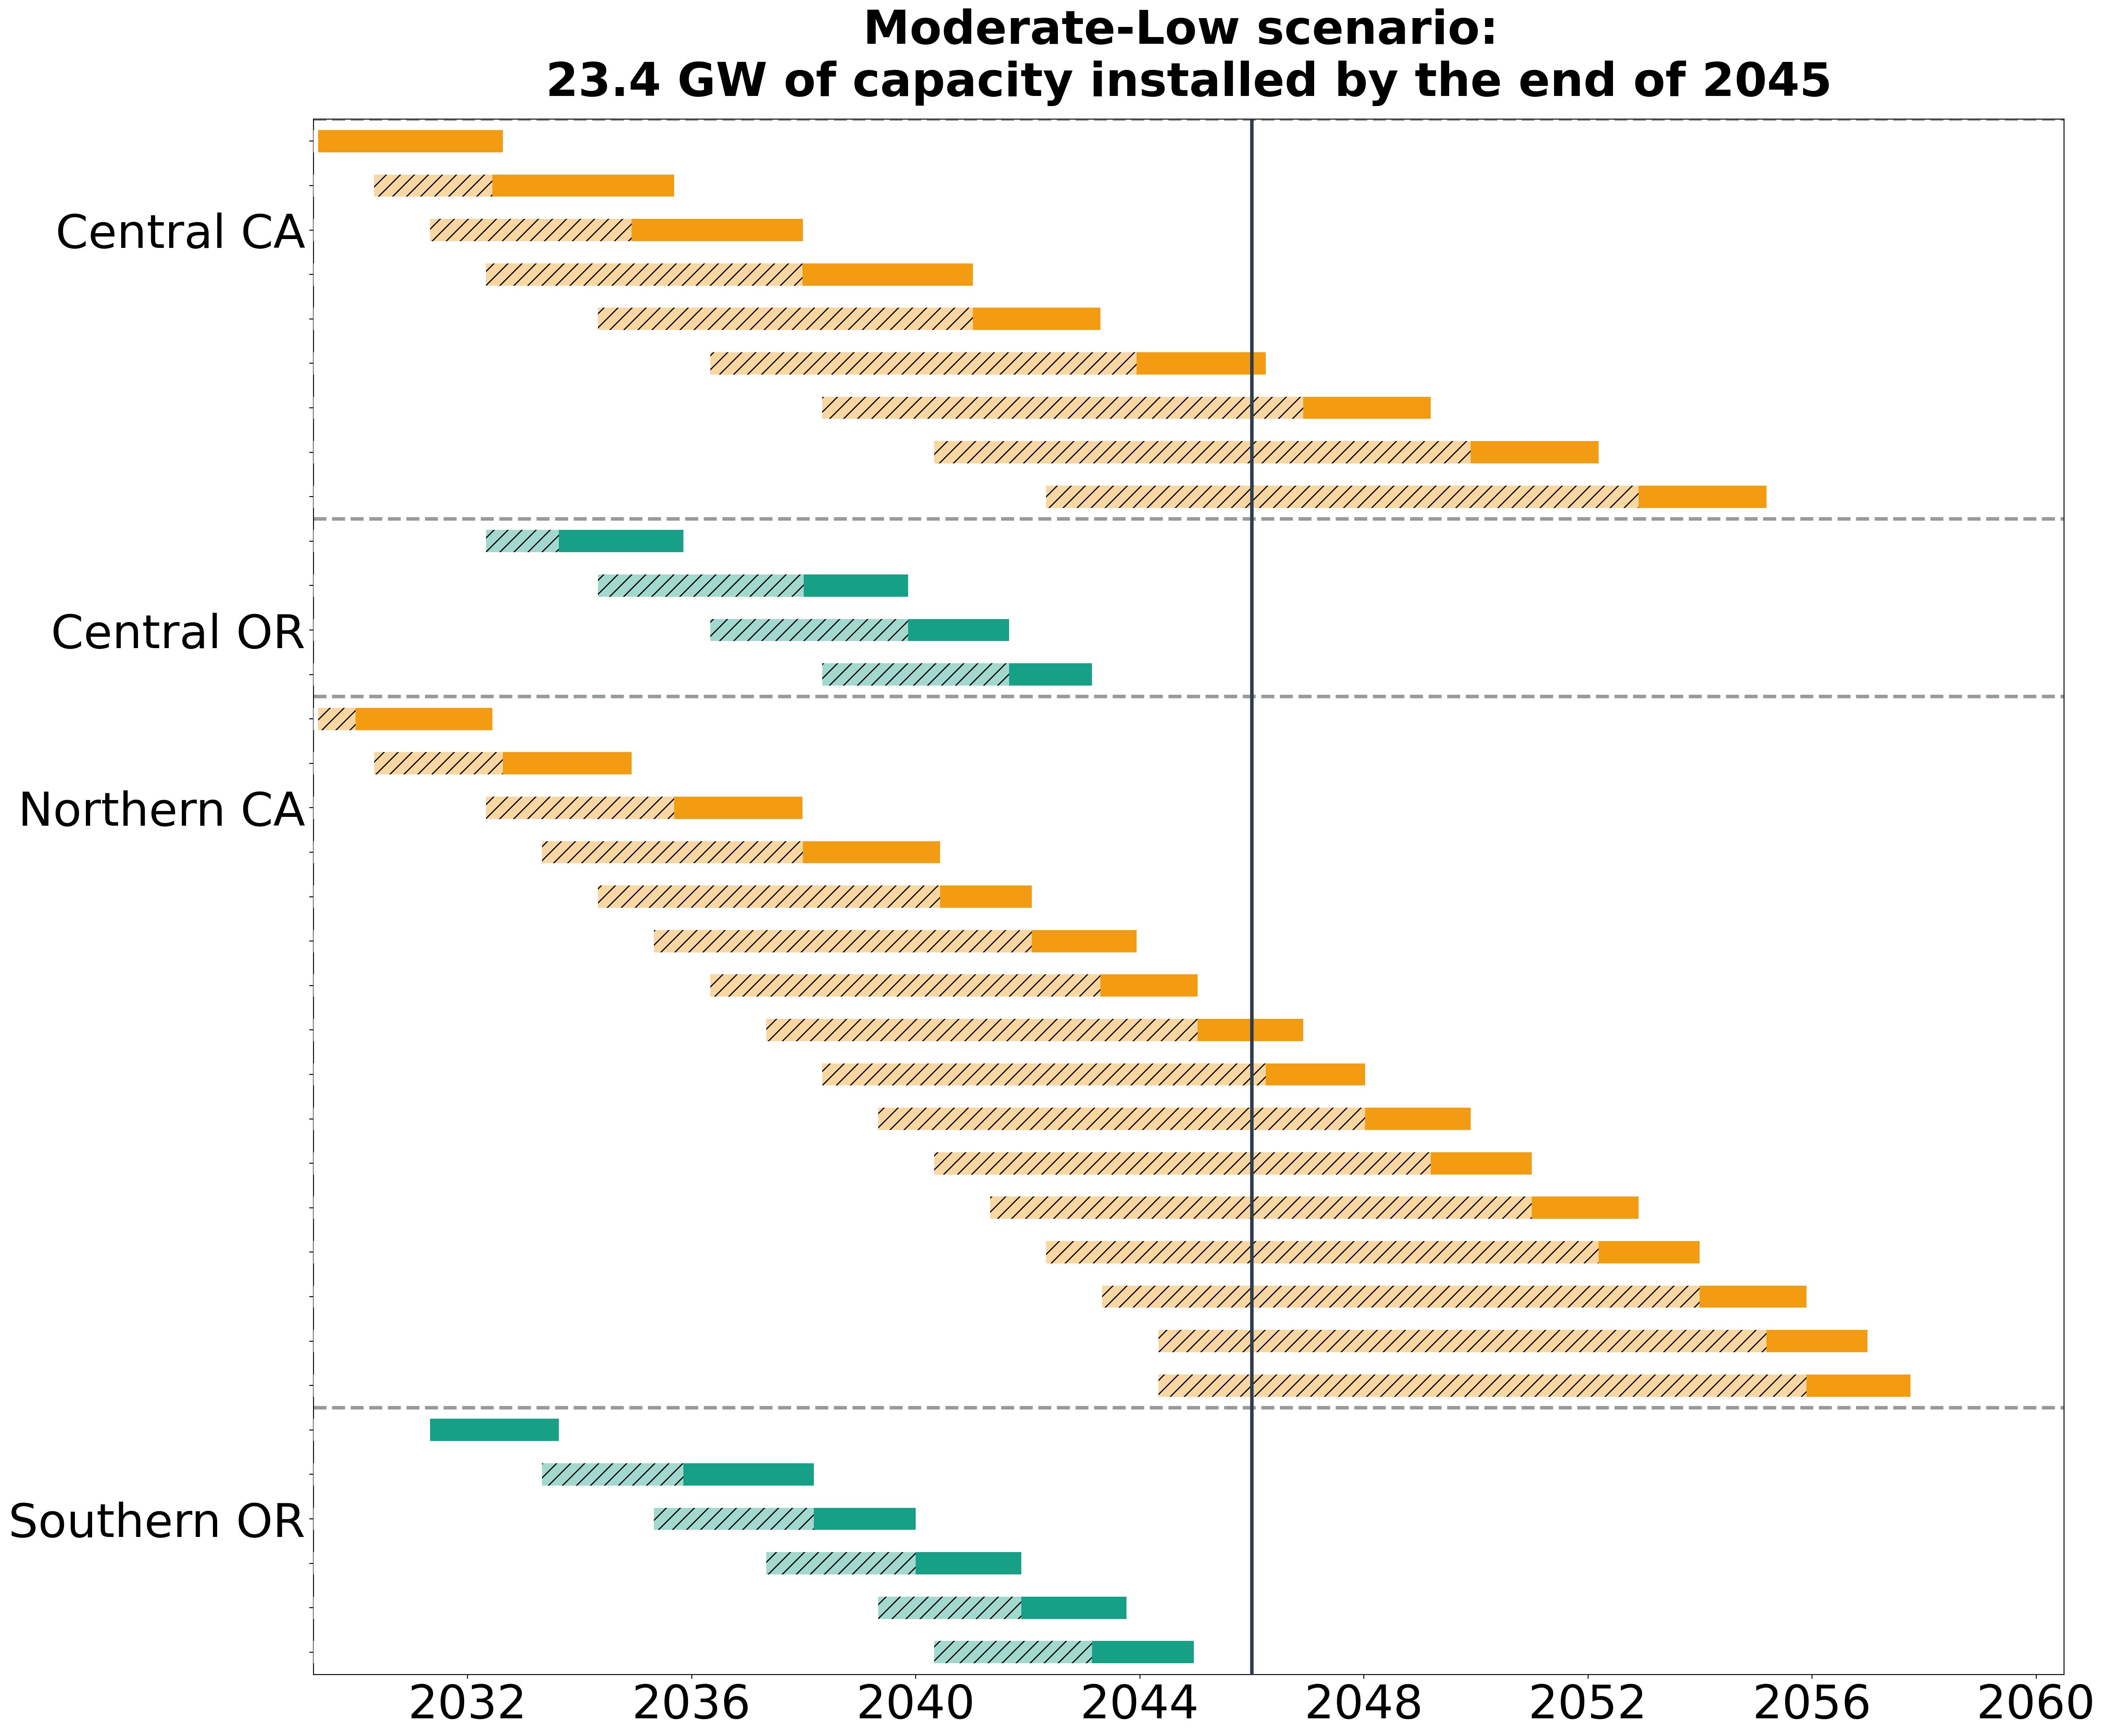 Moderate-Low scenario:
23.4 GW of capacity installed by the end of 2045
Central CA
Central OR
Northern CA
Southern OR
2032 2036 2040 2044 2048 2052 2056 2060